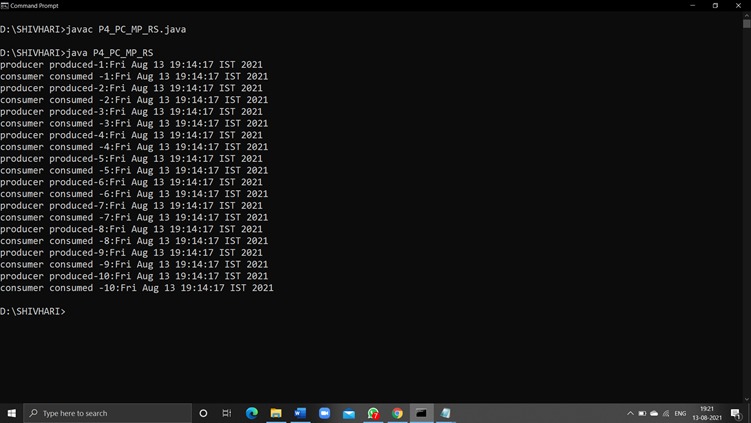 Command Prompt
D:\SHIVHARI>javac P4_PC_MP_RS.java
D:\SHIVHARI>java P4_PC_MP_RS
producer produced-1:Fri Aug 13 19:14:17 IST 2021
consumer consumed -1:Fri Aug 13 19:14:17 IST 2021
producer produced-2:Fri Aug 13 19:14:17 IST 2021
consumer consumed -2:Fri Aug 13 19:14:17 IST 2021
producer produced-3:Fri Aug 13 19:14:17 IST 2021
consumer consumed -3:Fri Aug 13 19:14:17 IST 2021
producer produced-4:Fri Aug 13 19:14:17 IST 2021
consumer consumed -4:Fri Aug 13 19:14:17 IST 2021
producer produced-5:Fri Aug 13 19:14:17 IST 2021
consumer consumed -5:Fri Aug 13 19:14:17 IST 2021
producer produced-6:Fri Aug 13 19:14:17 IST 2021
consumer consumed -6:Fri Aug 13 19:14:17 IST 2021
producer produced-7:Fri Aug 13 19:14:17 IST 2021
consumer consumed -7:Fri Aug 13 19:14:17 IST 2021
producer produced-8:Fri Aug 13 19:14:17 IST 2021
consumer consumed -8:Fri Aug 13 19:14:17 IST 2021
producer produced-9:Fri Aug 13 19:14:17 IST 2021
consumer consumed -9:Fri Aug 13 19:14:17 IST 2021
producer produced-10:Fri Aug 13 19:14:17 IST 2021
consumer consumed -10:Fri Aug 13 19:14:17 IST 2021
D:\SHIVHARI>
Type here to search
ENG
19:21
13-08-2021